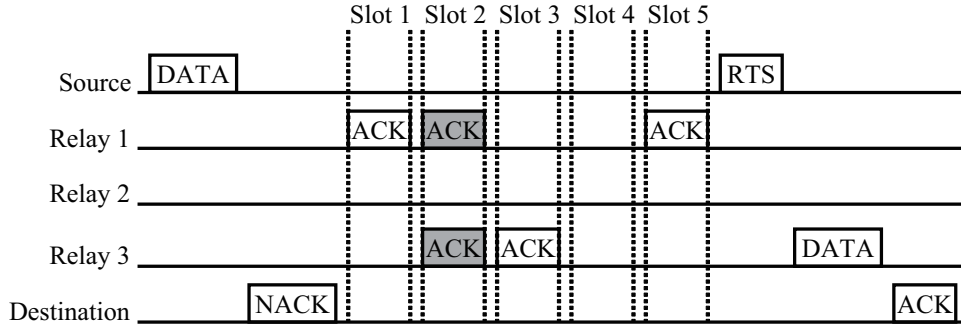 Slot 1 Slot 2 Slot 3 Slot 4 Slot 5
Source DATA RTS
Relay 1 ACK ACK ACK
Relay 2
Relay 3 ACK ACK DATA
Destination NACK ACK